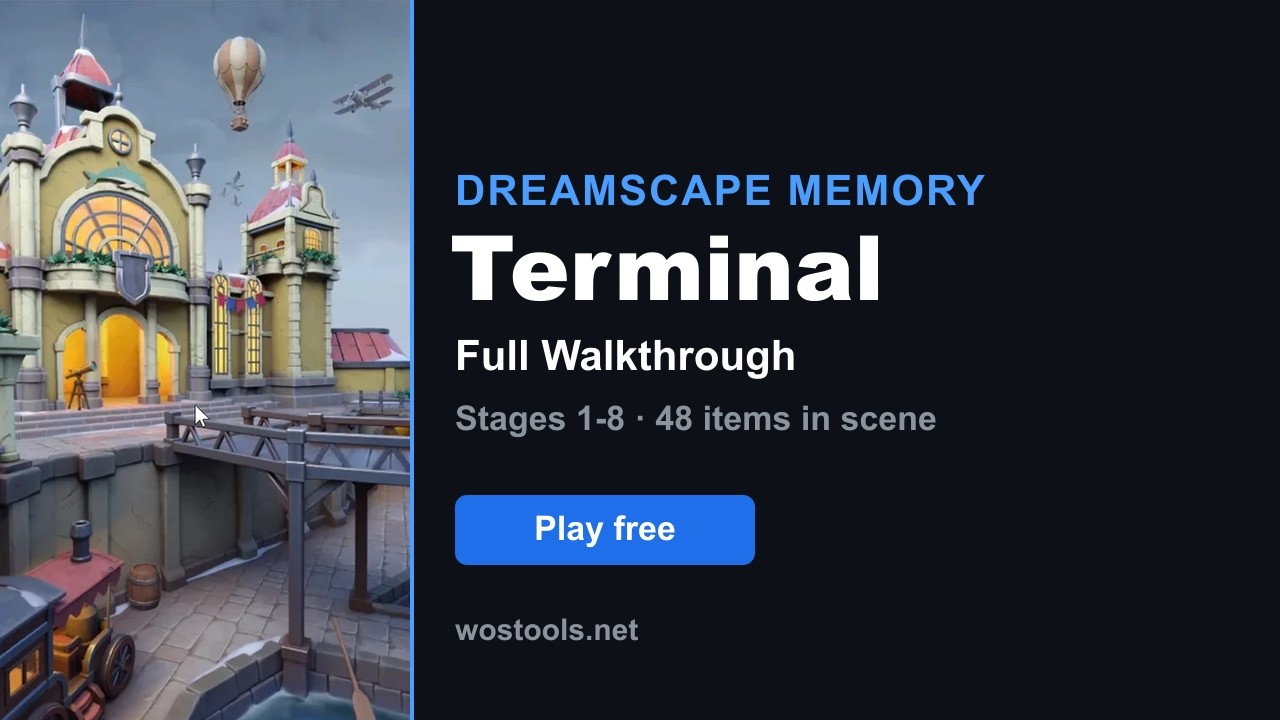 DREAMSCAPE MEMORY
Terminal
Full Walkthrough
Stages 1-8 · 48 items in scene
Play free
wostools.net